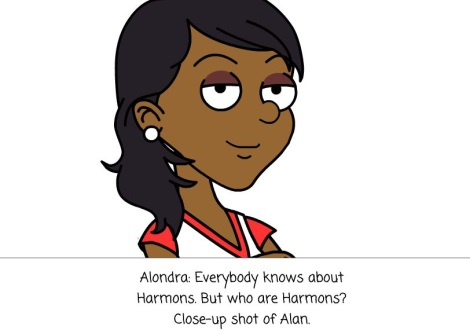 Alondra: Everybody knows about
Harmons. But who are Harmons?
Close-up shot of Alan.